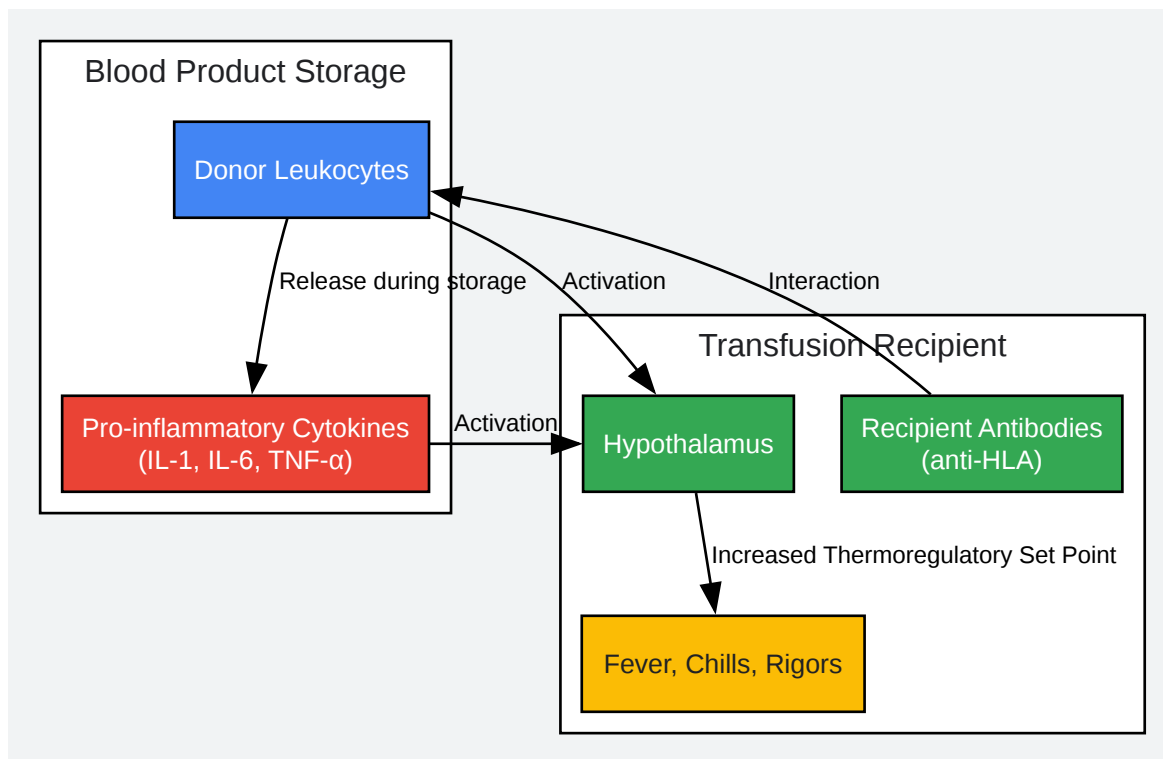 Blood Product Storage
Donor Leukocytes
Release during storage
Activation
Interaction
Transfusion Recipient
Pro-inflammatory Cytokines
(IL-1, IL-6, TNF-α)
Activation
Hypothalamus
Recipient Antibodies
(anti-HLA)
Increased Thermoregulatory Set Point
Fever, Chills, Rigors